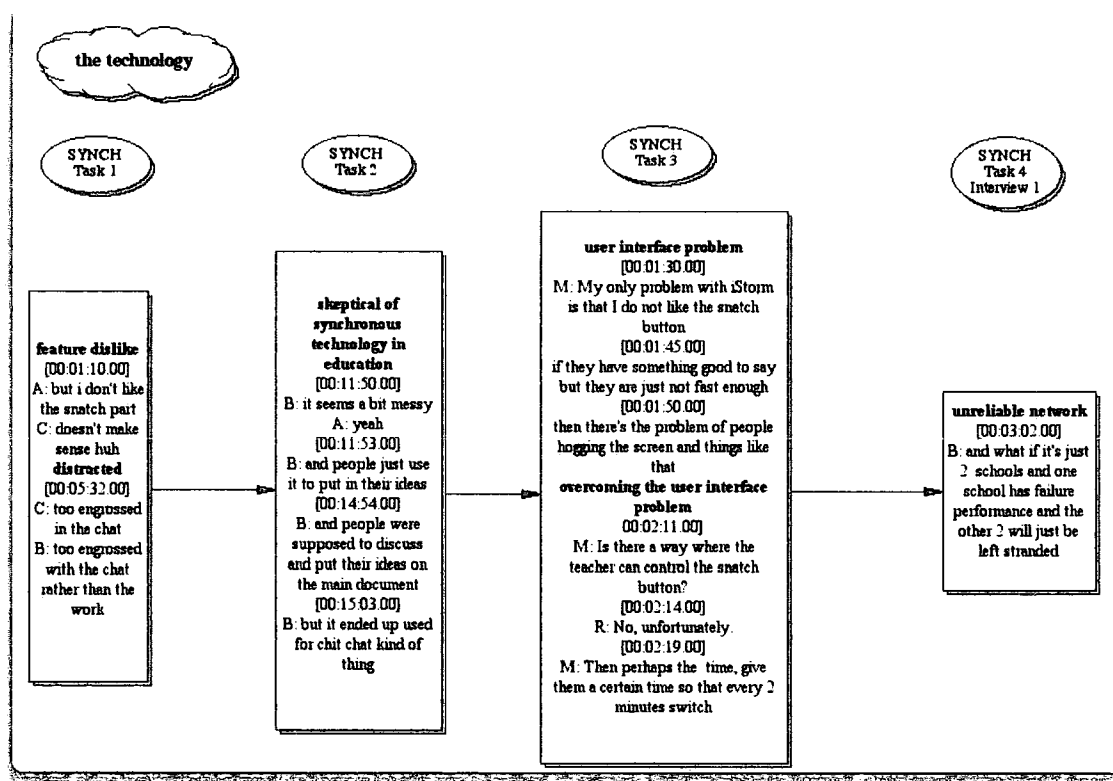 the technology
SYNCH
Task 1
SYNCH
Task 2
SYNCH
Task 3
SYNCH
Task 4
Interview 1
feature dislike
[00:01:10.00]
A: but i don't like
the snatch part
C: doesn't make
sense huh
distracted
[00:05:32.00]
C: too engrossed
in the chat
B: too engrossed
with the chat
rather than the
work
skeptical of
synchronous
technology in
education
[00:11:50.00]
B: it seems a bit messy
A: yeah
[00:11:53.00]
B: and people just use
it to put in their ideas
[00:14:54.00]
B: and people were
supposed to discuss
and put their ideas on
the main document
[00:15:03.00]
B: but it ended up used
for chit chat kind of
thing
user interface problem
[00:01:30.00]
M: My only problem with iStorm
is that I do not like the snatch
button
[00:01:45.00]
if they have something good to say
but they are just not fast enough
[00:01:50.00]
then there's the problem of people
hogging the screen and things like
that
overcoming the user interface
problem
00:02:11.00]
M: Is there a way where the
teacher can control the snatch
button?
[00:02:14.00]
R: No, unfortunately.
[00:02:19.00]
M: Then perhaps the time, give
them a certain time so that every 2
minutes switch
unreliable network
[00:03:02.00]
B: and what if it's just
2 schools and one
school has failure
performance and the
other 2 will just be
left stranded